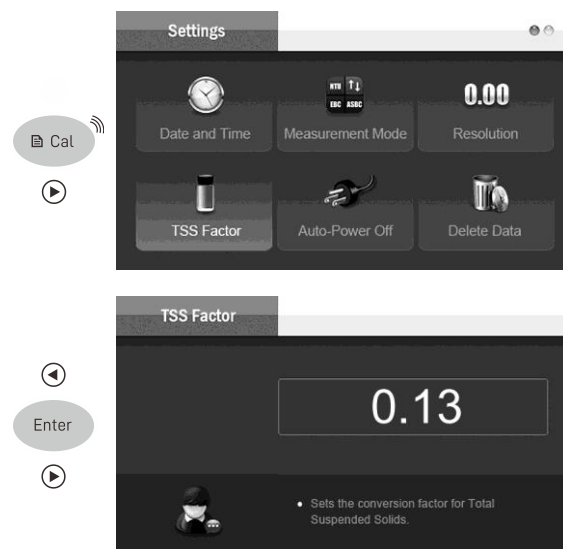 Settings
NTU
EBC ASBC
0.00
Date and Time
Measurement Mode
Resolution
Cal
TSS Factor
Auto-Power Off
Delete Data
TSS Factor
0.13
Enter
• Sets the conversion factor for Total
Suspended Solids.